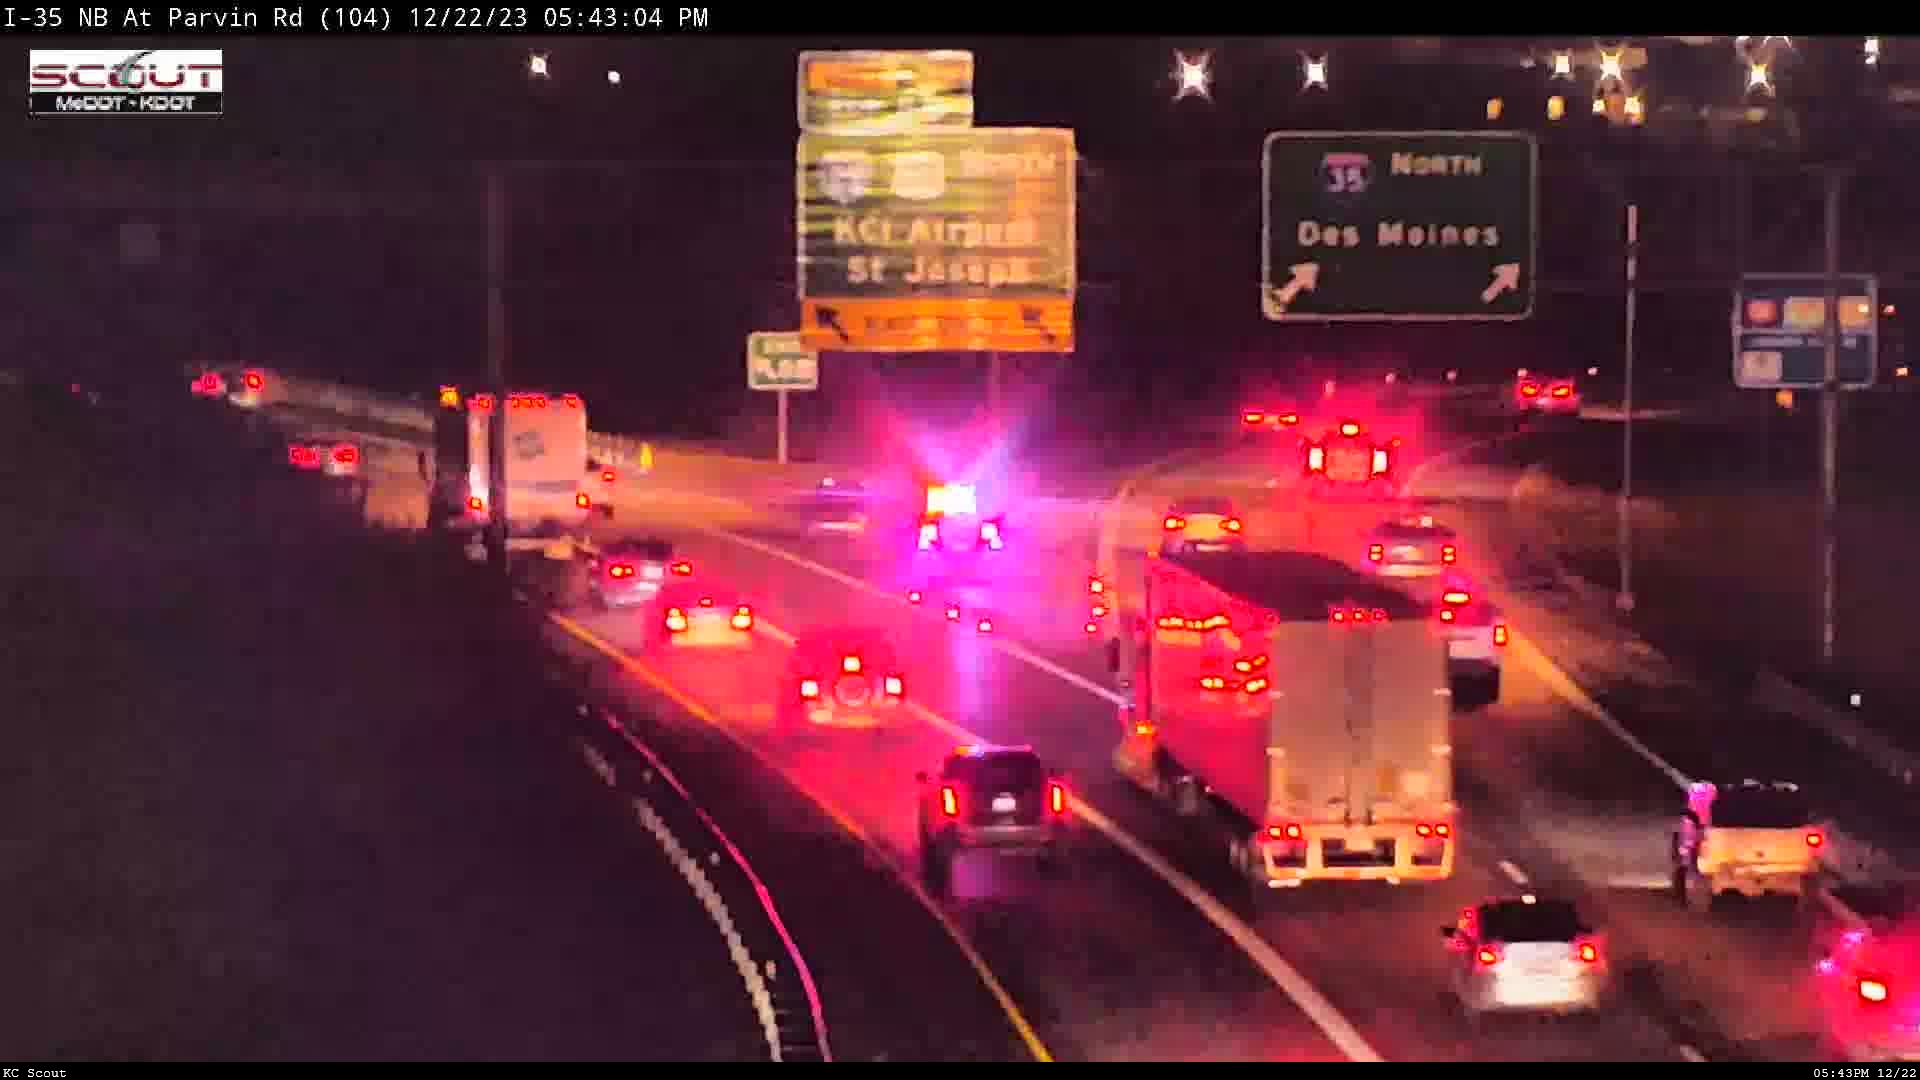 I-35 NB At Parvin Rd (104) 12/22/23 05:43:04 PM
SCOUT
MoDOT - KDOT
NORTH
KCI Airport
St Joseph
35 NORTH
Des Moines
KC Scout
05:43PM 12/22